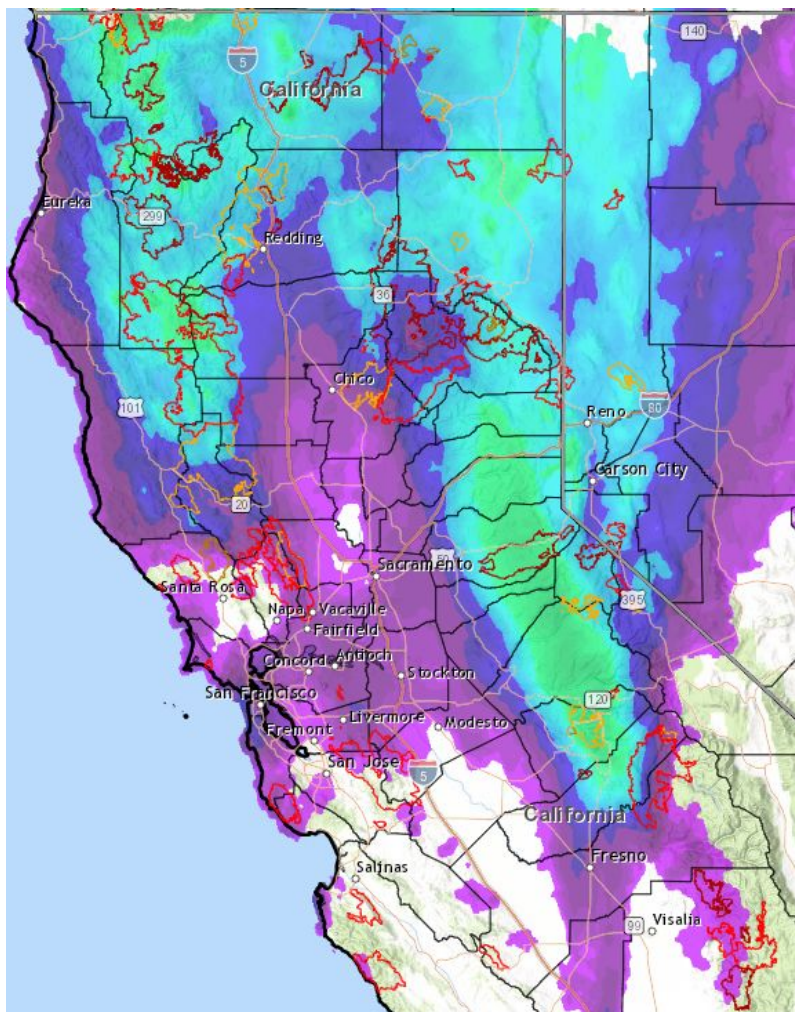 140
5
California
Eureka
299
Redding
36
Chico
101
Reno
80
Carson City
20
50
Sacramento
Santa Rosa
Napa
Vacaville
Fairfield
395
Concord
Antioch
Stockton
San Francisco
120
Livermore
Modesto
Fremont
San Jose
5
California
Fresno
Salinas
99
Visalia